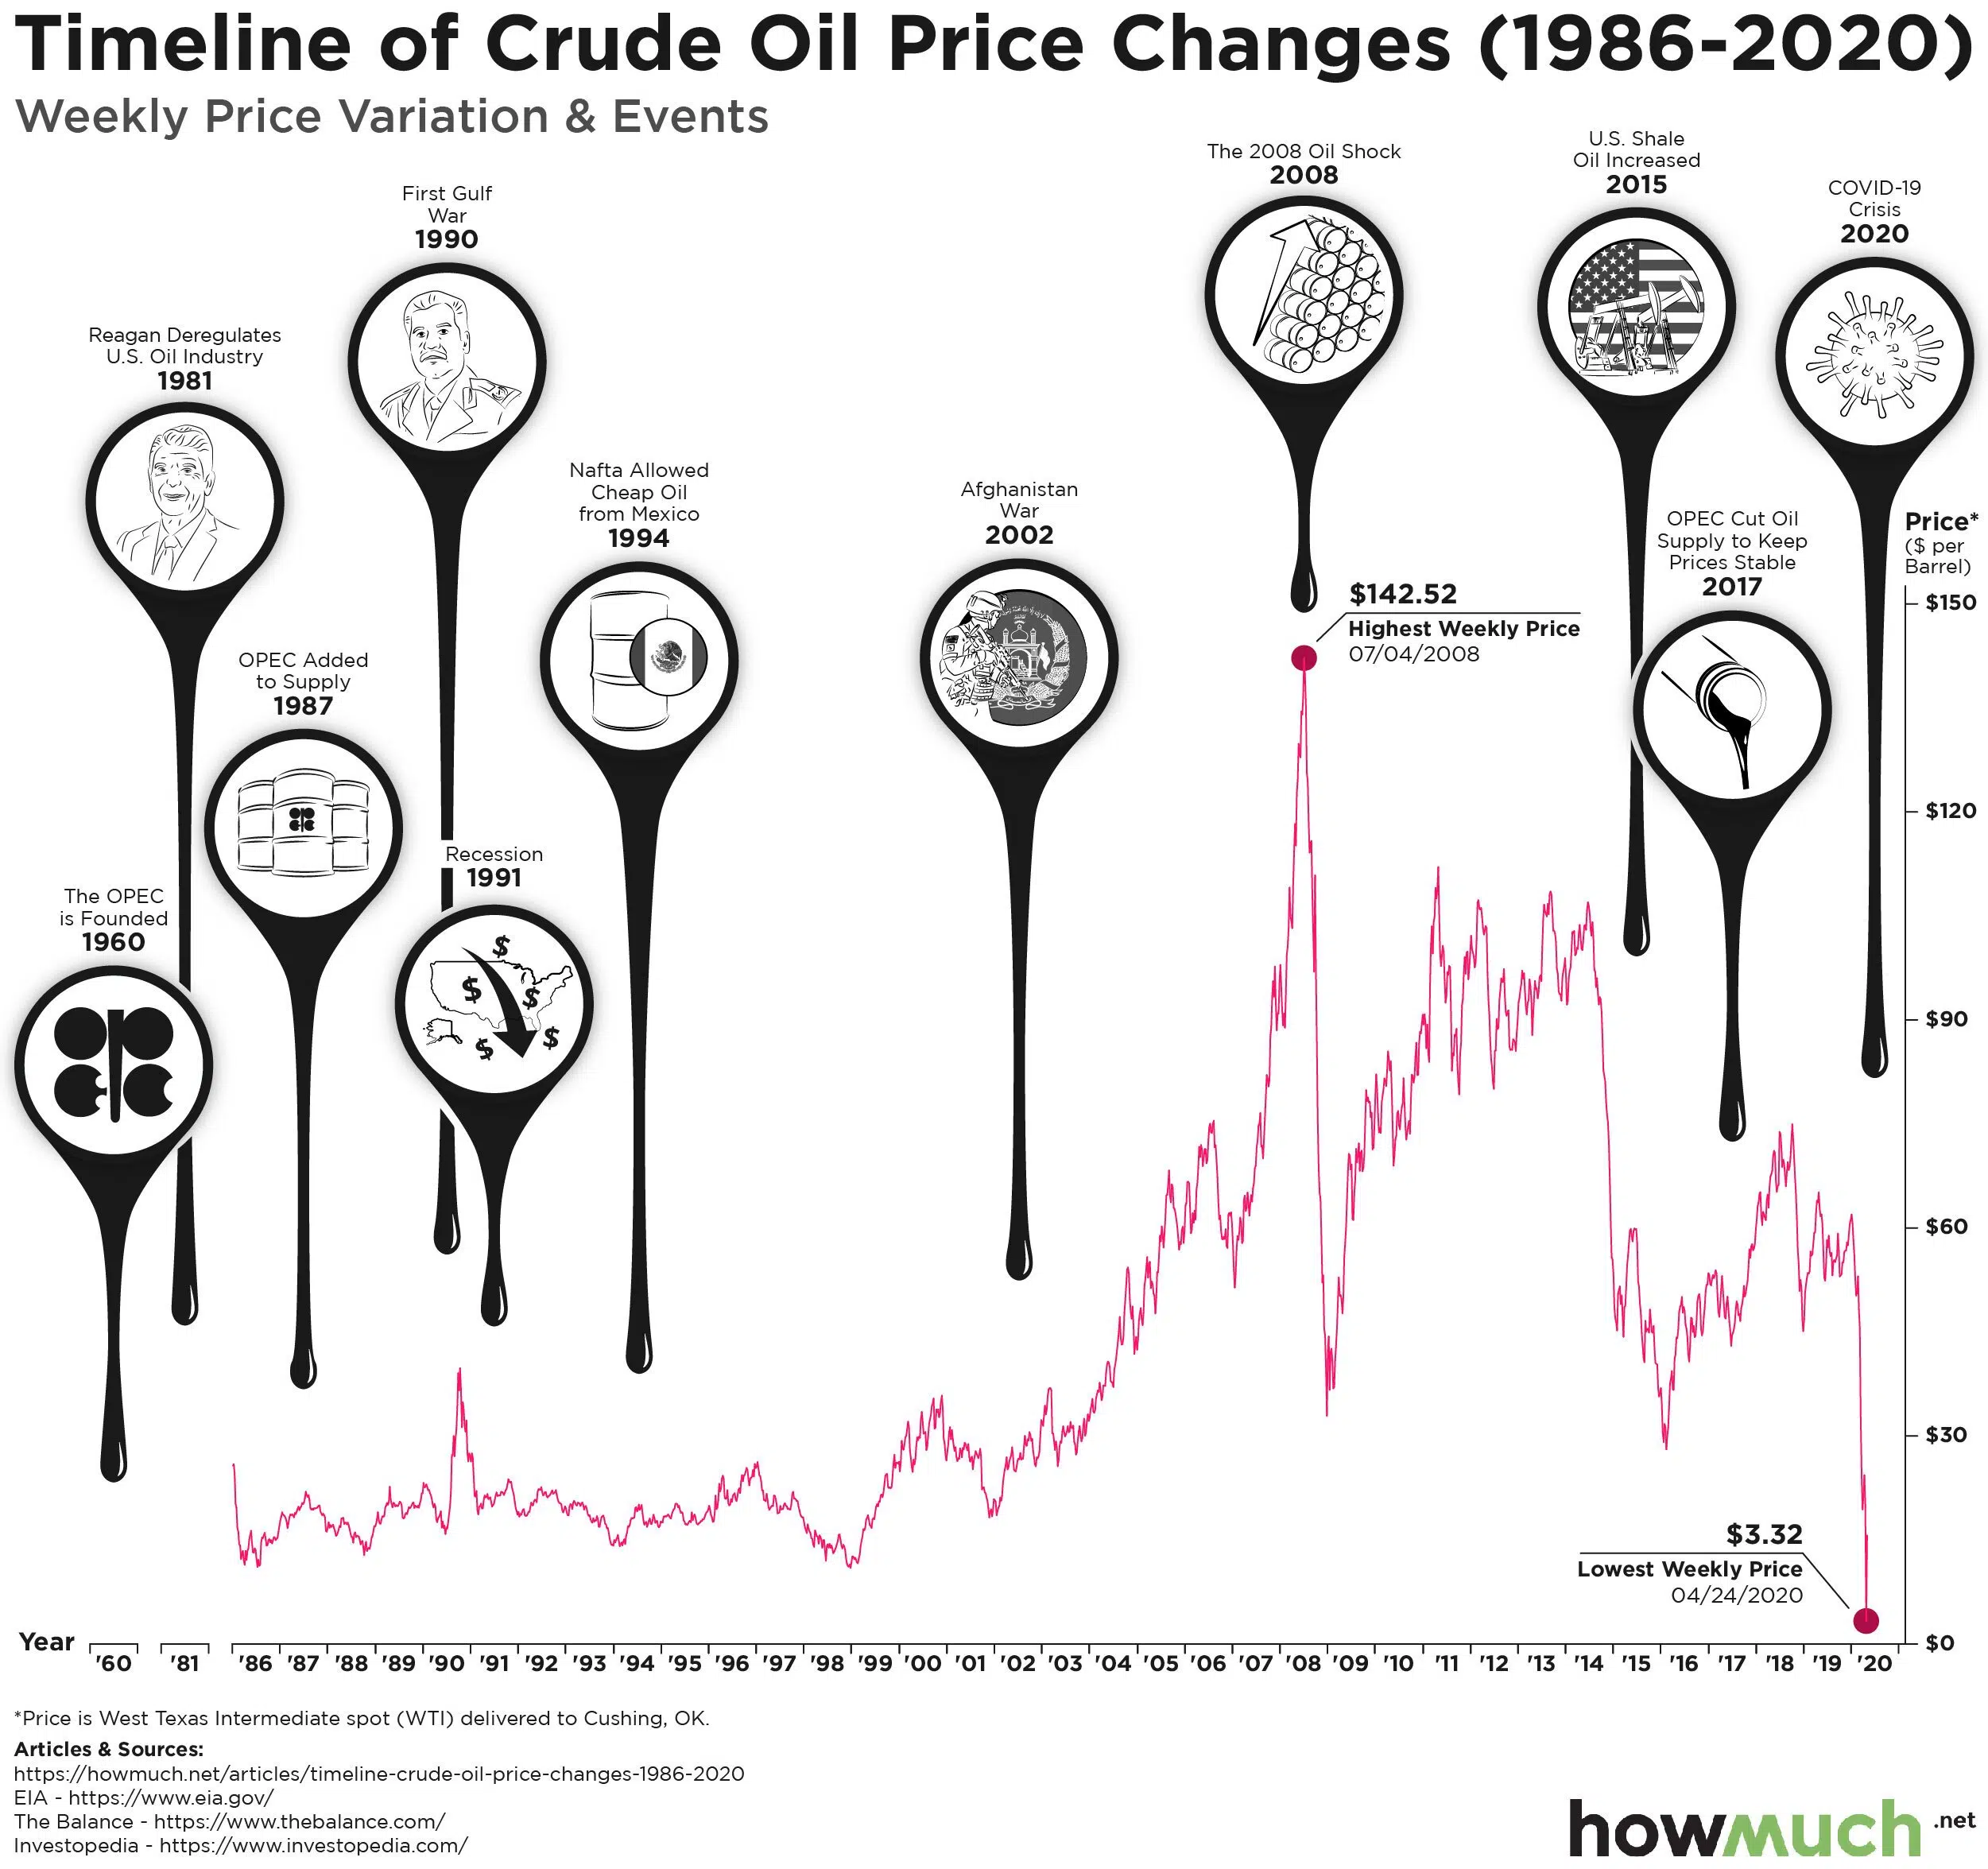 Timeline of Crude Oil Price Changes (1986-2020)
Weekly Price Variation & Events
The OPEC
is Founded
1960
Reagan Deregulates
U.S. Oil Industry
1981
OPEC Added
to Supply
1987
First Gulf
War
1990
Recession
1991
$
$
$
$
$
Nafta Allowed
Cheap Oil
from Mexico
1994
Afghanistan
War
2002
The 2008 Oil Shock
2008
U.S. Shale
Oil Increased
2015
OPEC Cut Oil
Supply to Keep
Prices Stable
2017
COVID-19
Crisis
2020
Price*
($ per
Barrel)
$150
$120
$90
$60
$30
$0
$142.52
Highest Weekly Price
07/04/2008
$3.32
Lowest Weekly Price
04/24/2020
Year '60 '81 '86 '87 '88 '89 '90 '91 '92 '93 '94 '95 '96 '97 '98 '99 '00 '01 '02 '03 '04 '05 '06 '07 '08 '09 '10 '11 '12 '13 '14 '15 '16 '17 '18 '19 '20
*Price is West Texas Intermediate spot (WTI) delivered to Cushing, OK.
Articles & Sources:
https://howmuch.net/articles/timeline-crude-oil-price-changes-1986-2020
EIA - https://www.eia.gov/
The Balance - https://www.thebalance.com/
Investopedia - https://www.investopedia.com/
howmuch.net